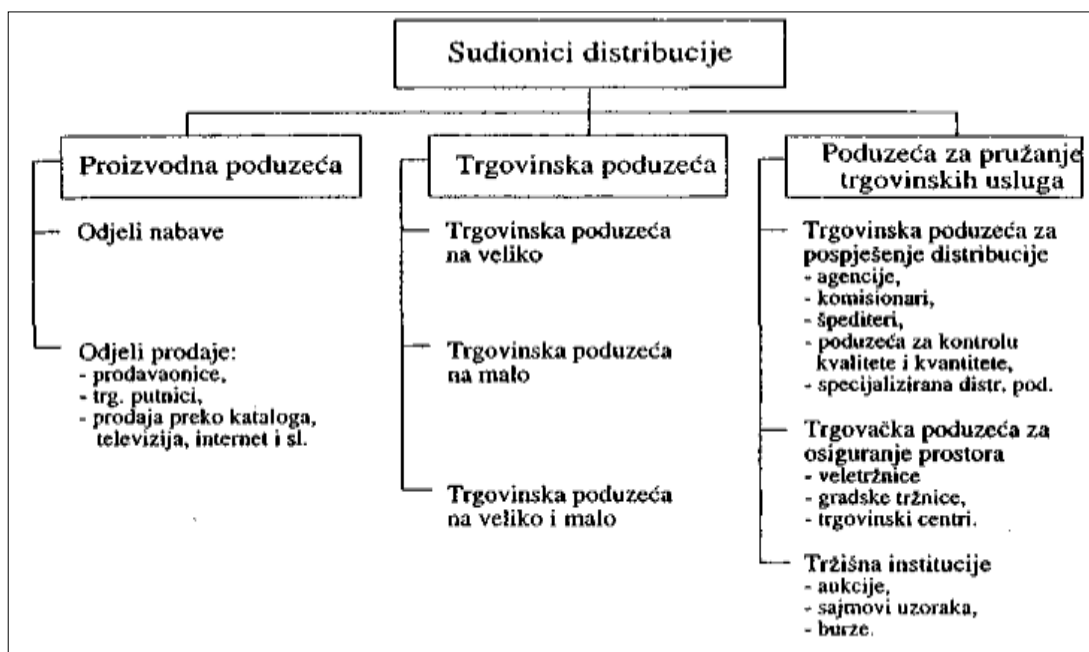 Sudionici distribucije
Proizvodna poduzeća
Odjeli nabave
Odjeli prodaje:
- prodavaonice,
- trg. putnici,
- prodaja preko kataloga,
televizija, internet i sl.
Trgovinska poduzeća
Trgovinska poduzeća
na veliko
Trgovinska poduzeća
na malo
Trgovinska poduzeća
na veliko i malo
Poduzeća za pružanje
trgovinskih usluga
Trgovinska poduzeća za
pospješenje distribucije
- agencije,
- komisionari,
- špediteri,
- poduzeća za kontrolu
kvalitete i kvantitete,
- specijalizirana distr. pod.
Trgovačka poduzeća za
osiguranje prostora
- veletržnice
- gradske tržnice,
- trgovinski centri.
Tržišna institucije
- aukcije,
- sajmovi uzoraka,
- burze.